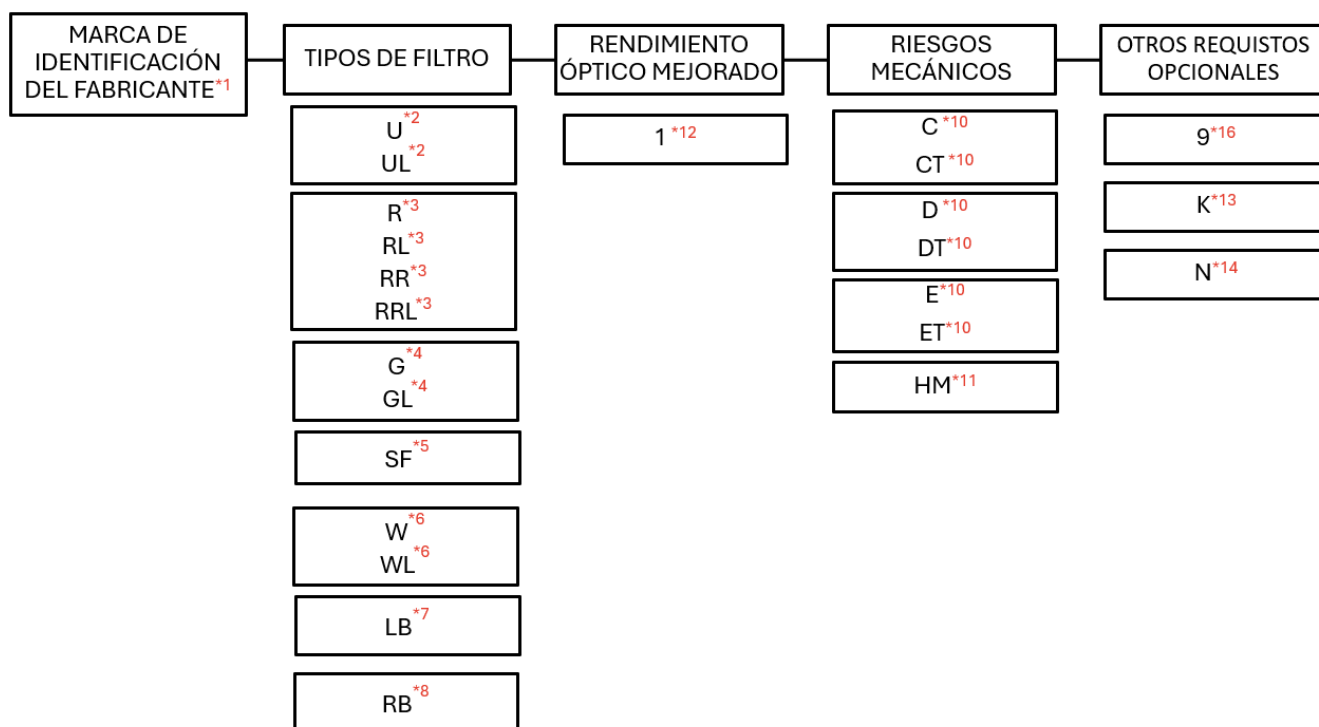 MARCA DE
IDENTIFICACIÓN
DEL FABRICANTE*1
TIPOS DE FILTRO
RENDIMIENTO
ÓPTICO MEJORADO
RIESGOS
MECÁNICOS
OTROS REQUISTOS
OPCIONALES
U*2
UL*2
R*3
RL*3
RR*3
RRL*3
G*4
GL*4
SF*5
W*6
WL*6
LB*7
RB*8
1*12
C*10
CT*10
D*10
DT*10
E*10
ET*10
HM*11
9*16
K*13
N*14